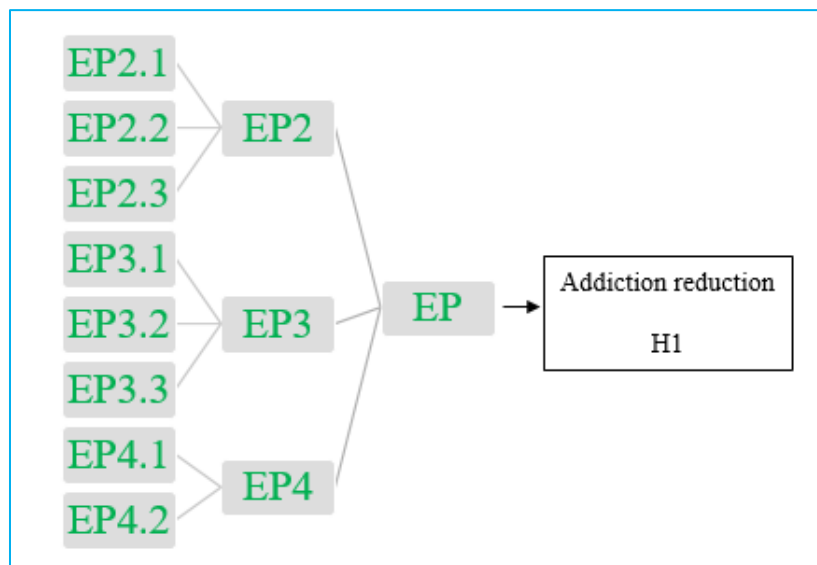 EP2.1
EP2.2
EP2.3
EP3.1
EP3.2
EP3.3
EP4.1
EP4.2
EP2
EP3
EP4
EP
Addiction reduction
H1